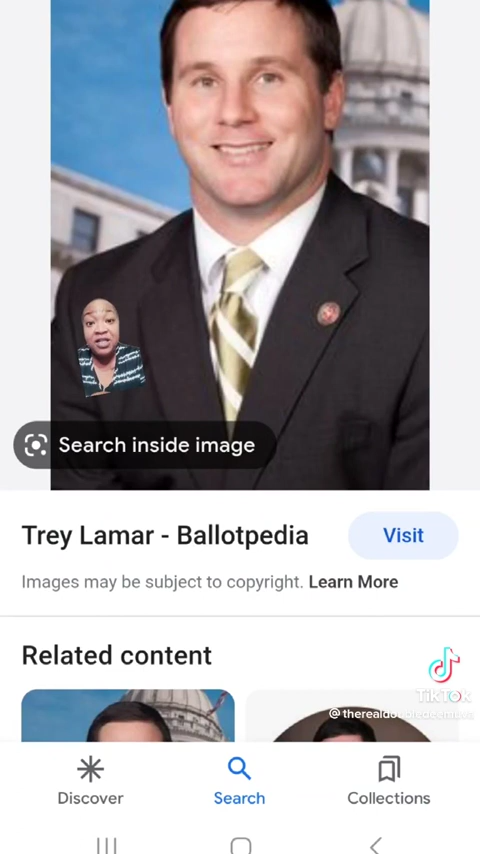 Search inside image
Trey Lamar - Ballotpedia
Visit
Images may be subject to copyright. Learn More
Related content
TikTok
Discover
Search
Collections